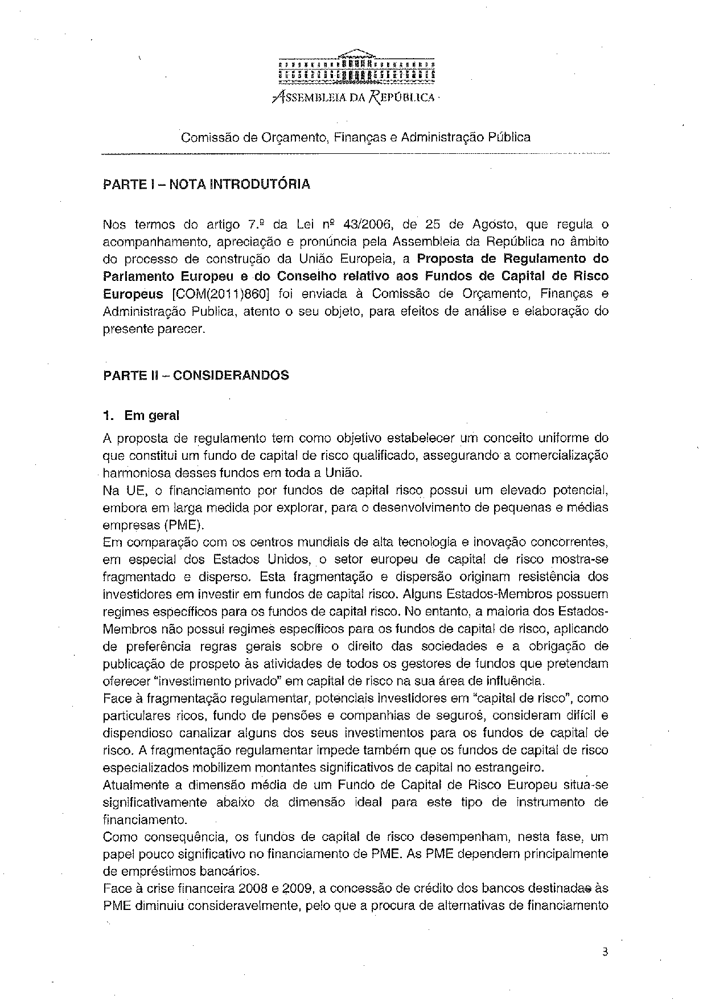 ASSEMBLEIA DA REPÚBLICA
Comissão de Orçamento, Finanças e Administração Pública
PARTE I – NOTA INTRODUTÓRIA
Nos termos do artigo 7.º da Lei nº 43/2006, de 25 de Agosto, que regula o
acompanhamento, apreciação e pronúncia pela Assembleia da República no âmbito
do processo de construção da União Europeia, a Proposta de Regulamento do
Parlamento Europeu e do Conselho relativo aos Fundos de Capital de Risco
Europeus [COM(2011)860] foi enviada à Comissão de Orçamento, Finanças e
Administração Publica, atento o seu objeto, para efeitos de análise e elaboração do
presente parecer.
PARTE II – CONSIDERANDOS
1. Em geral
A proposta de regulamento tem como objetivo estabelecer um conceito uniforme do
que constitui um fundo de capital de risco qualificado, assegurando a comercialização
harmoniosa desses fundos em toda a União.
Na UE, o financiamento por fundos de capital risco possui um elevado potencial,
embora em larga medida por explorar, para o desenvolvimento de pequenas e médias
empresas (PME).
Em comparação com os centros mundiais de alta tecnologia e inovação concorrentes,
em especial dos Estados Unidos, o setor europeu de capital de risco mostra-se
fragmentado e disperso. Esta fragmentação e dispersão originam resistência dos
investidores em investir em fundos de capital risco. Alguns Estados-Membros possuem
regimes específicos para os fundos de capital risco. No entanto, a maioria dos Estados-
Membros não possui regimes específicos para os fundos de capital de risco, aplicando
de preferência regras gerais sobre o direito das sociedades e a obrigação de
publicação de prospeto às atividades de todos os gestores de fundos que pretendam
oferecer “investimento privado” em capital de risco na sua área de influência.
Face à fragmentação regulamentar, potenciais investidores em “capital de risco”, como
particulares ricos, fundo de pensões e companhias de seguros, consideram difícil e
dispendioso canalizar alguns dos seus investimentos para os fundos de capital de
risco. A fragmentação regulamentar impede também que os fundos de capital de risco
especializados mobilizem montantes significativos de capital no estrangeiro.
Atualmente a dimensão média de um Fundo de Capital de Risco Europeu situa-se
significativamente abaixo da dimensão ideal para este tipo de instrumento de
financiamento.
Como consequência, os fundos de capital de risco desempenham, nesta fase, um
papel pouco significativo no financiamento de PME. As PME dependem principalmente
de empréstimos bancários.
Face à crise financeira 2008 e 2009, a concessão de crédito dos bancos destinadas às
PME diminuiu consideravelmente, pelo que a procura de alternativas de financiamento
3